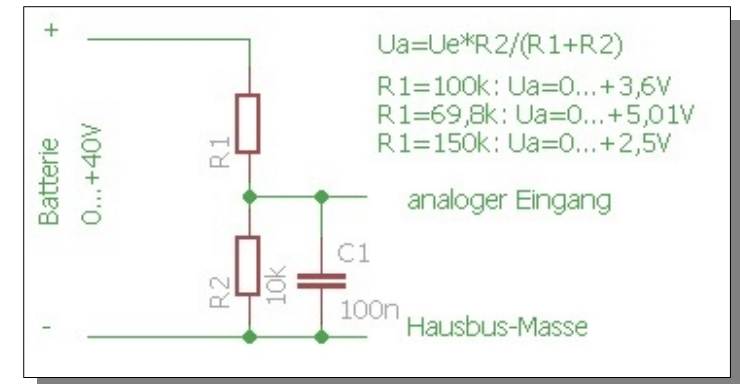 +
Ua=Ue*R2/(R1+R2)
R1=100k: Ua=0...+3,6V
R1=69,8k: Ua=0...+5,01V
R1=150k: Ua=0...+2,5V
R1
Batterie
0...+40V
analoger Eingang
R2
10k
C1
100n
-
Hausbus-Masse